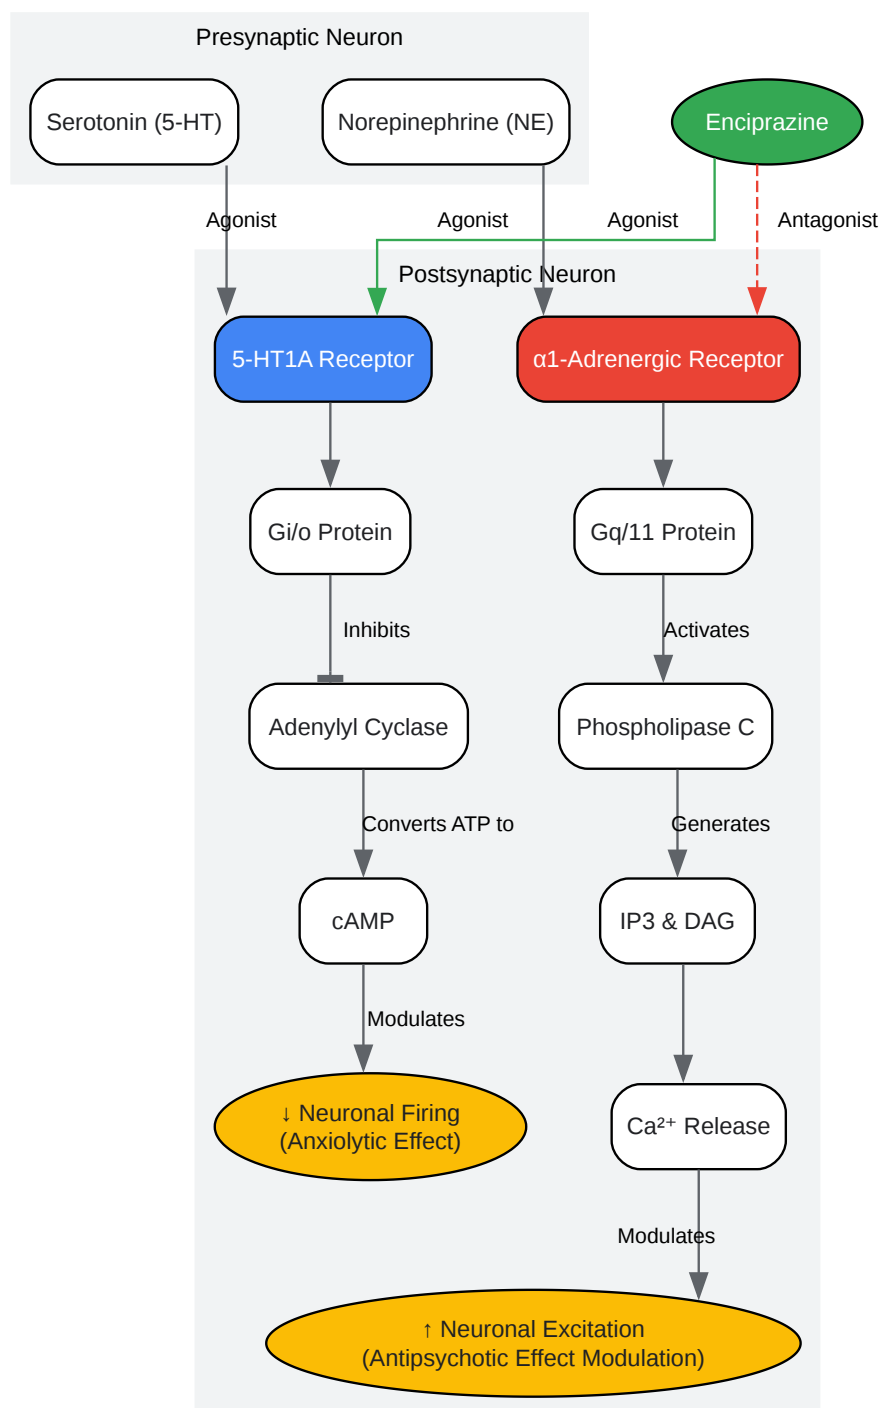 Presynaptic Neuron
Serotonin (5-HT)
Norepinephrine (NE)
Enciprazine
Agonist
Agonist
Agonist
Antagonist
Postsynaptic Neuron
5-HT1A Receptor
α1-Adrenergic Receptor
Gi/o Protein
Gq/11 Protein
Inhibits
Activates
Adenylyl Cyclase
Phospholipase C
Converts ATP to
Generates
cAMP
IP3 & DAG
Modulates
↓ Neuronal Firing
(Anxiolytic Effect)
Ca²⁺ Release
Modulates
↑ Neuronal Excitation
(Antipsychotic Effect Modulation)